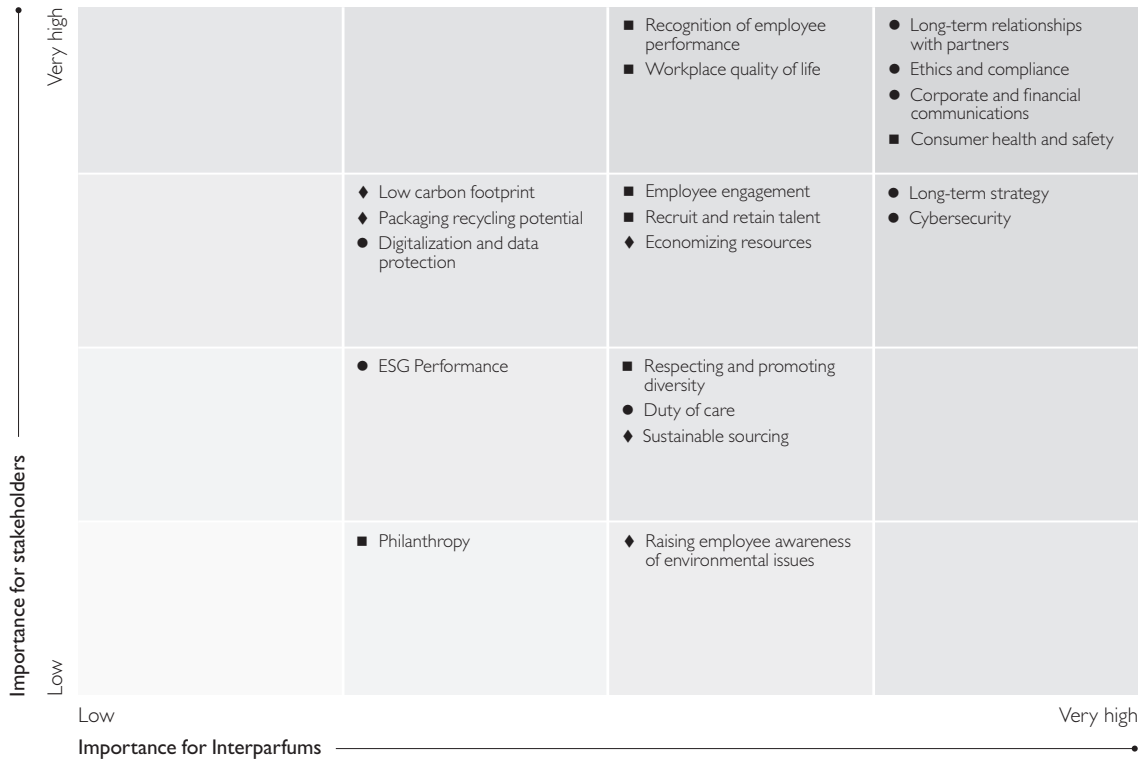 Very high
■ Recognition of employee
performance
■ Workplace quality of life
● Long-term relationships
with partners
● Ethics and compliance
● Corporate and financial
communications
■ Consumer health and safety
♦ Low carbon footprint
♦ Packaging recycling potential
● Digitalization and data
protection
■ Employee engagement
■ Recruit and retain talent
♦ Economizing resources
● Long-term strategy
● Cybersecurity
● ESG Performance
■ Respecting and promoting
diversity
● Duty of care
♦ Sustainable sourcing
■ Philanthropy
♦ Raising employee awareness
of environmental issues
Importance for stakeholders
Low
Low
Very high
Importance for Interparfums